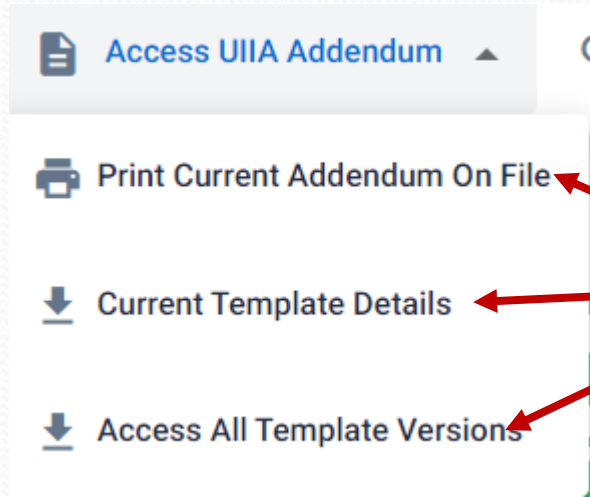 Access UIIA Addendum
Print Current Addendum On File
Current Template Details
Access All Template Versions